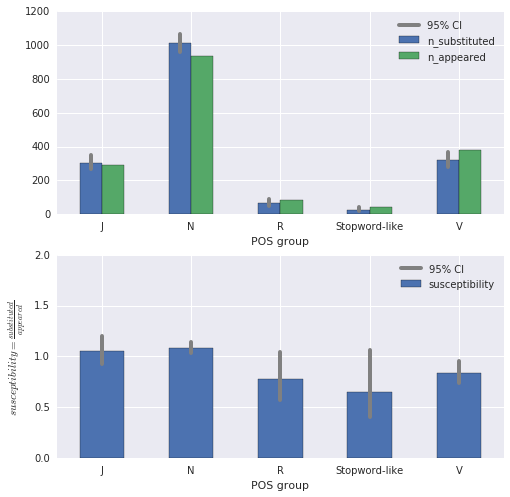 1200
1000
800
600
400
200
0
95% CI
n_substituted
n_appeared
J N R Stopword-like V
POS group
2.0
1.5
1.0
0.5
0.0
susceptibility = substituted/appeared
95% CI
susceptibility
J N R Stopword-like V
POS group